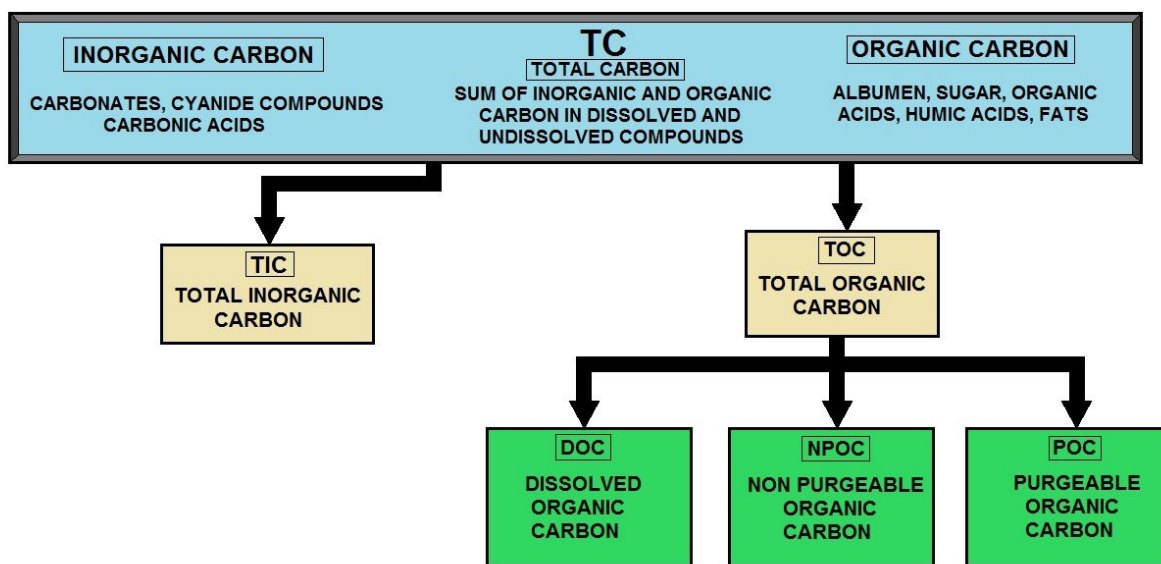 INORGANIC CARBON
CARBONATES, CYANIDE COMPOUNDS
CARBONIC ACIDS
TC
TOTAL CARBON
SUM OF INORGANIC AND ORGANIC
CARBON IN DISSOLVED AND
UNDISSOLVED COMPOUNDS
ORGANIC CARBON
ALBUMEN, SUGAR, ORGANIC
ACIDS, HUMIC ACIDS, FATS
TIC
TOTAL INORGANIC
CARBON
TOC
TOTAL ORGANIC
CARBON
DOC
DISSOLVED
ORGANIC
CARBON
NPOC
NON PURGEABLE
ORGANIC
CARBON
POC
PURGEABLE
ORGANIC
CARBON